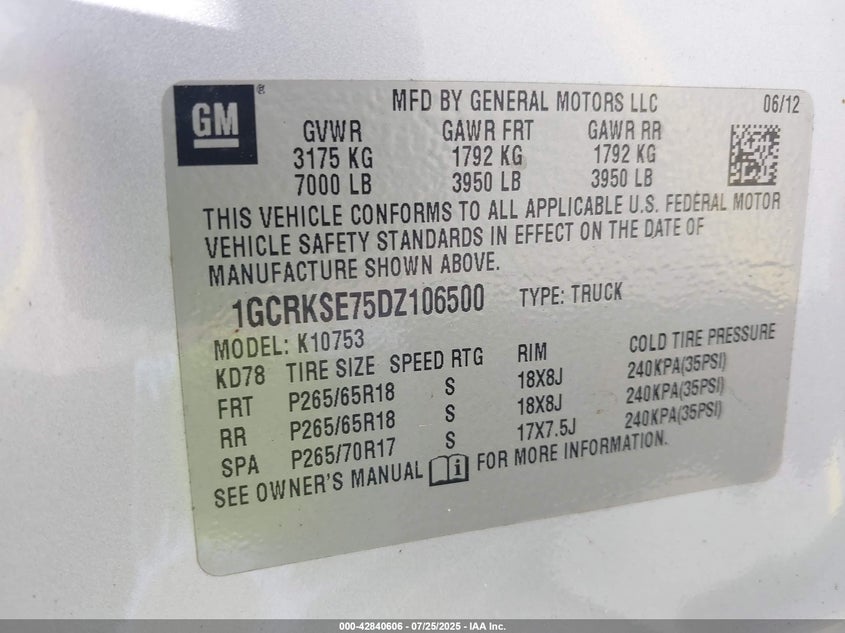 GM ®
MFD BY GENERAL MOTORS LLC 06/12
GVWR GAWR FRT GAWR RR
3175 KG 1792 KG 1792 KG
7000 LB 3950 LB 3950 LB
THIS VEHICLE CONFORMS TO ALL APPLICABLE U.S. FEDERAL MOTOR
VEHICLE SAFETY STANDARDS IN EFFECT ON THE DATE OF
MANUFACTURE SHOWN ABOVE.
1GCRKSE75DZ106500 TYPE: TRUCK
MODEL: K10753
KD78 TIRE SIZE SPEED RTG RIM COLD TIRE PRESSURE
FRT P265/65R18 S 18X8J 240KPA(35PSI)
RR P265/65R18 S 18X8J 240KPA(35PSI)
SPA P265/70R17 S 17X7.5J 240KPA(35PSI)
SEE OWNER'S MANUAL i FOR MORE INFORMATION.
000-42840606 - 07/25/2025 - IAA Inc.